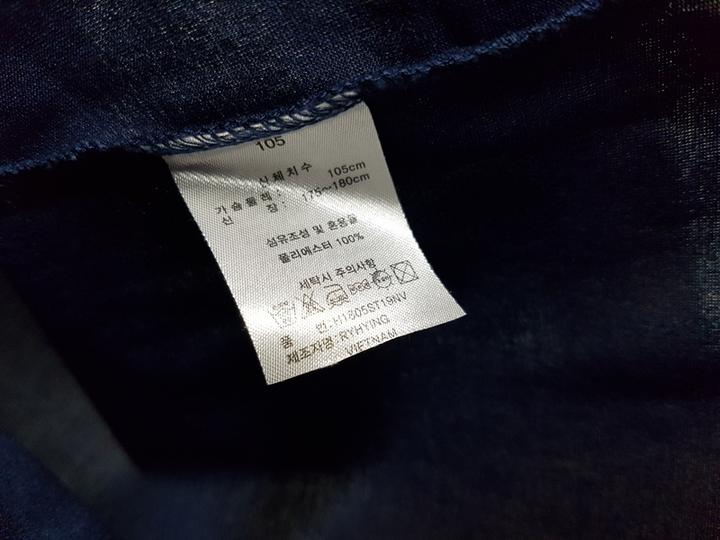 105
신체치수
가슴둘레 : 105cm
신 장 : 175~180cm
섬유조성 및 혼용율
폴리에스터 100%
세탁시 주의사항
품 번:H1805ST19NV
제조자명:RYHYING
VIETNAM